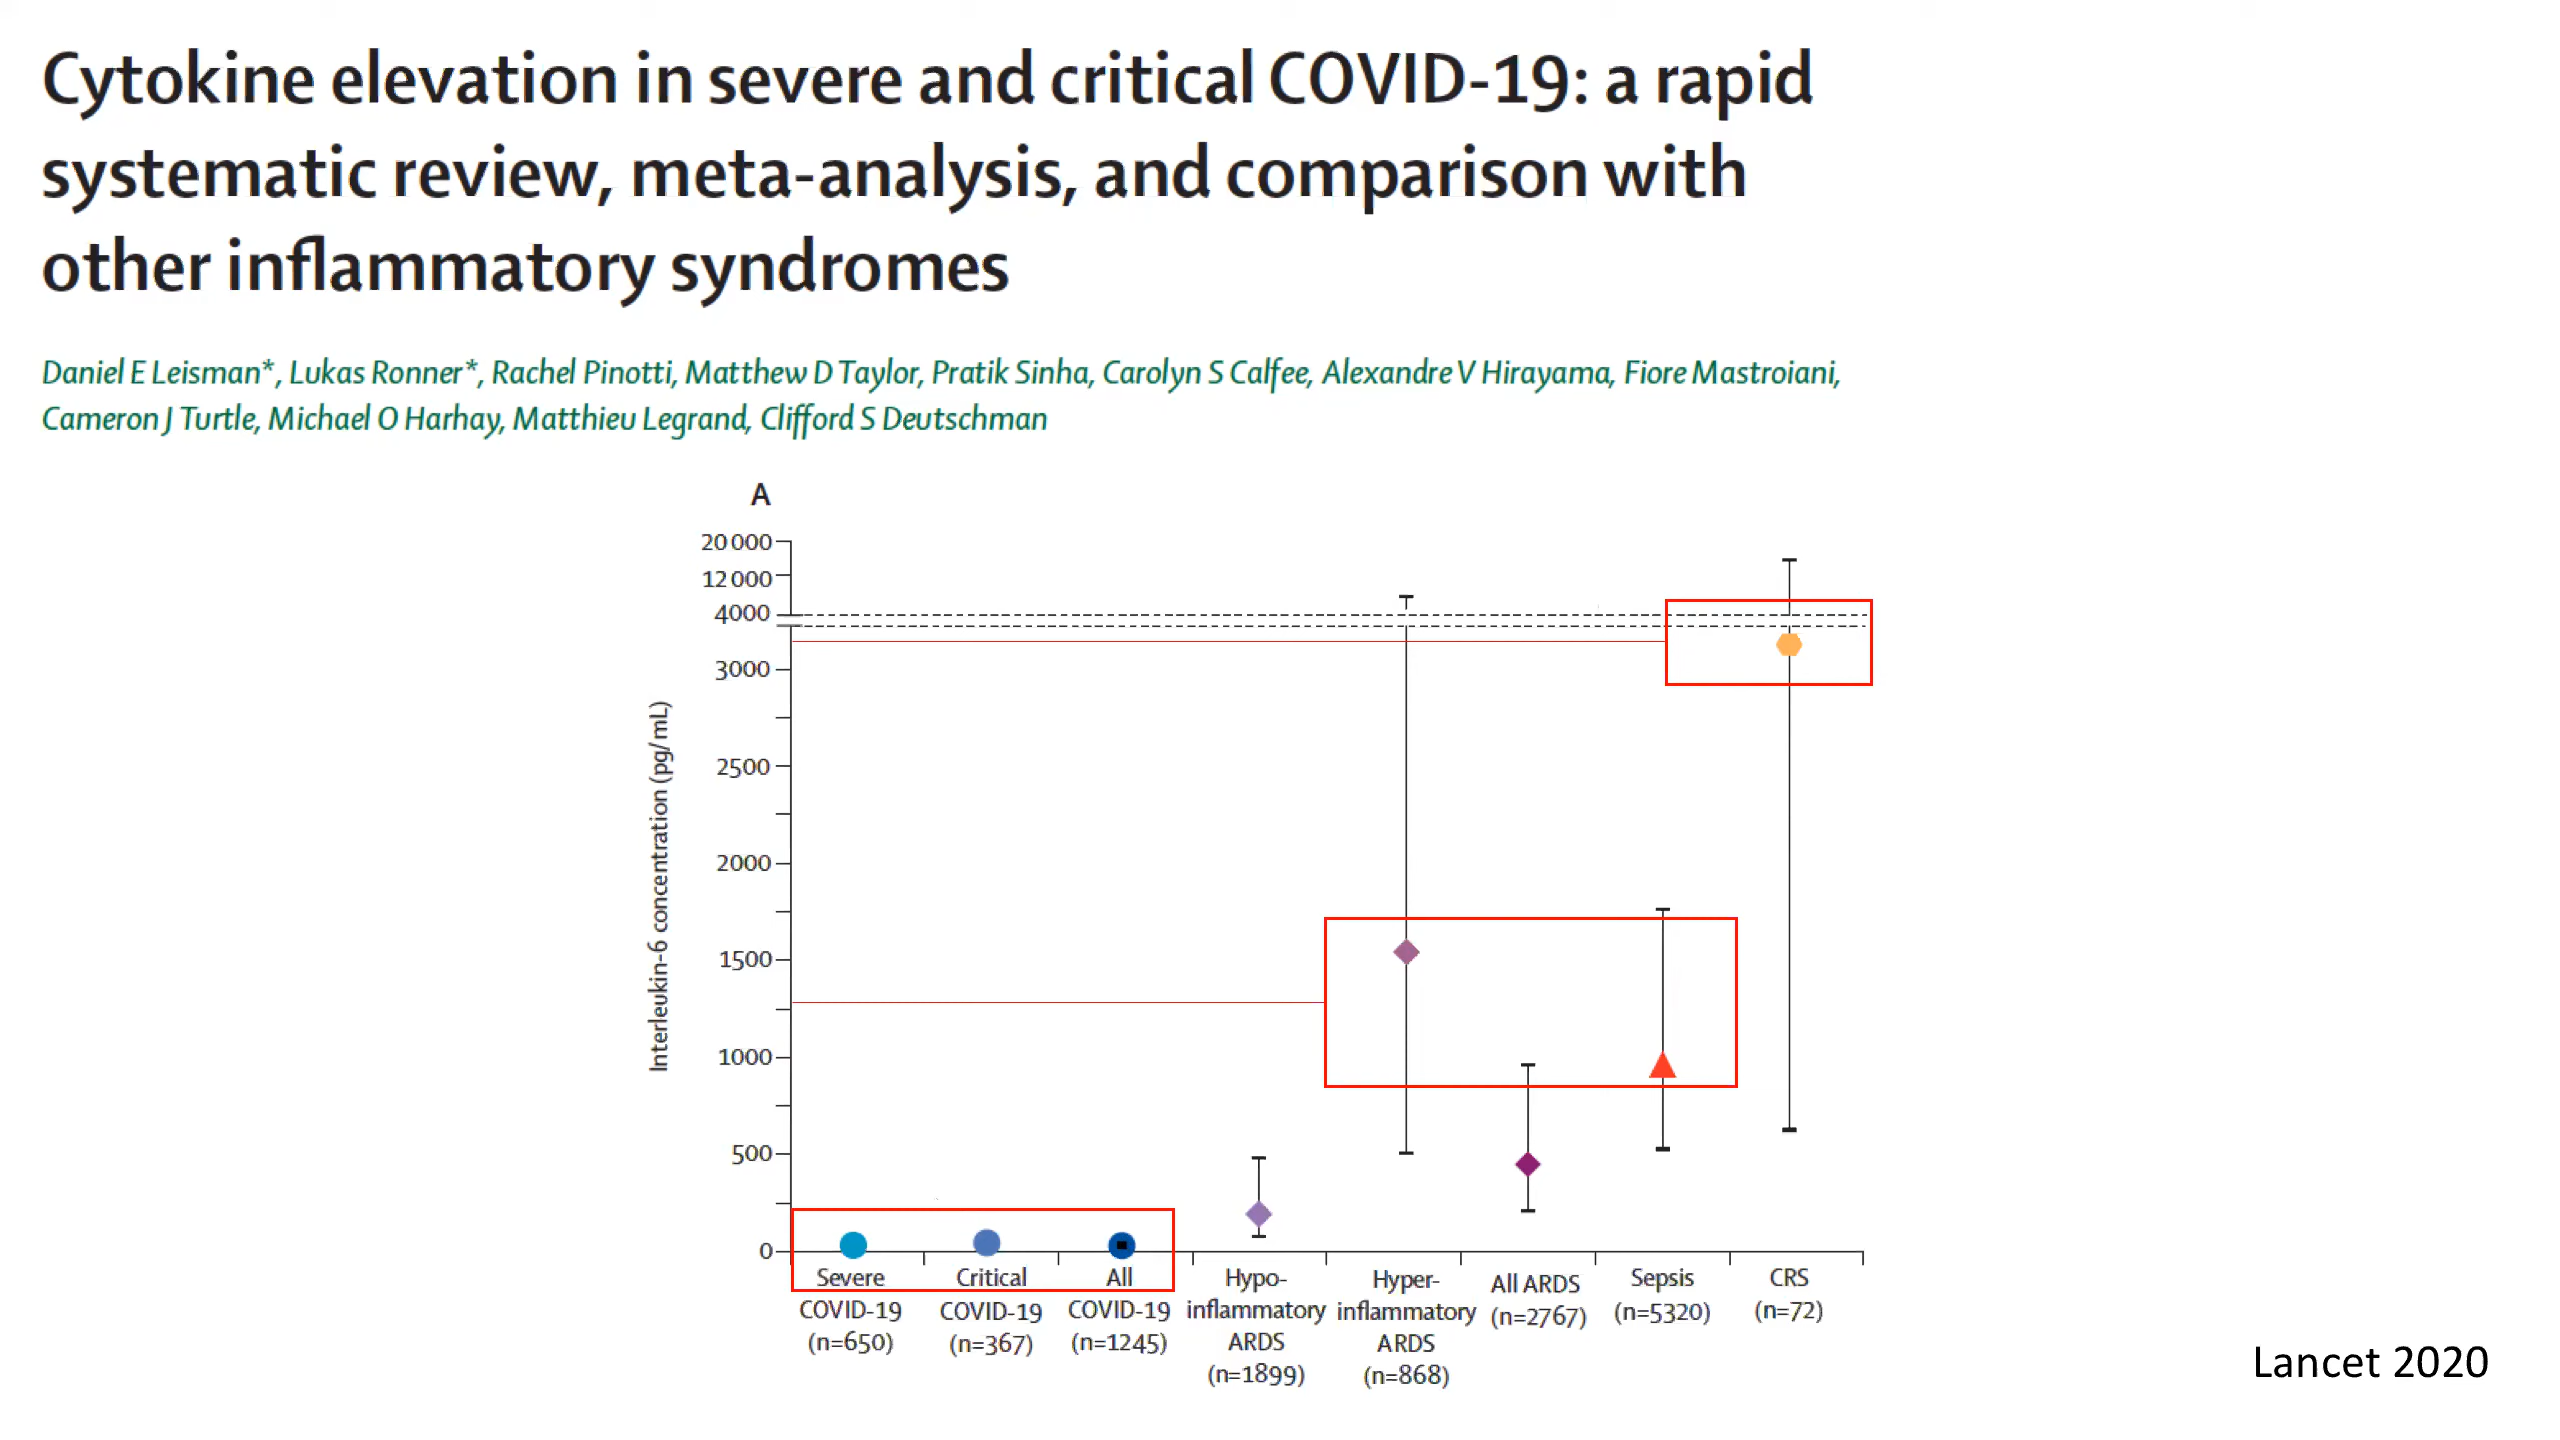 Cytokine elevation in severe and critical COVID-19: a rapid
systematic review, meta-analysis, and comparison with
other inflammatory syndromes
Daniel E Leisman*, Lukas Ronner*, Rachel Pinotti, Matthew D Taylor, Pratik Sinha, Carolyn S Calfee, Alexandre V Hirayama, Fiore Mastroiani,
Cameron J Turtle, Michael O Harhay, Matthieu Legrand, Clifford S Deutschman
A
20 000
12 000
4000
3000
2500
2000
1500
1000
500
0
Interleukin-6 concentration (pg/mL)
Severe
COVID-19
(n=650)
Critical
COVID-19
(n=367)
All
COVID-19
(n=1245)
Hypo-
inflammatory
ARDS
(n=1899)
Hyper-
inflammatory
ARDS
(n=868)
All ARDS
(n=2767)
Sepsis
(n=5320)
CRS
(n=72)
Lancet 2020